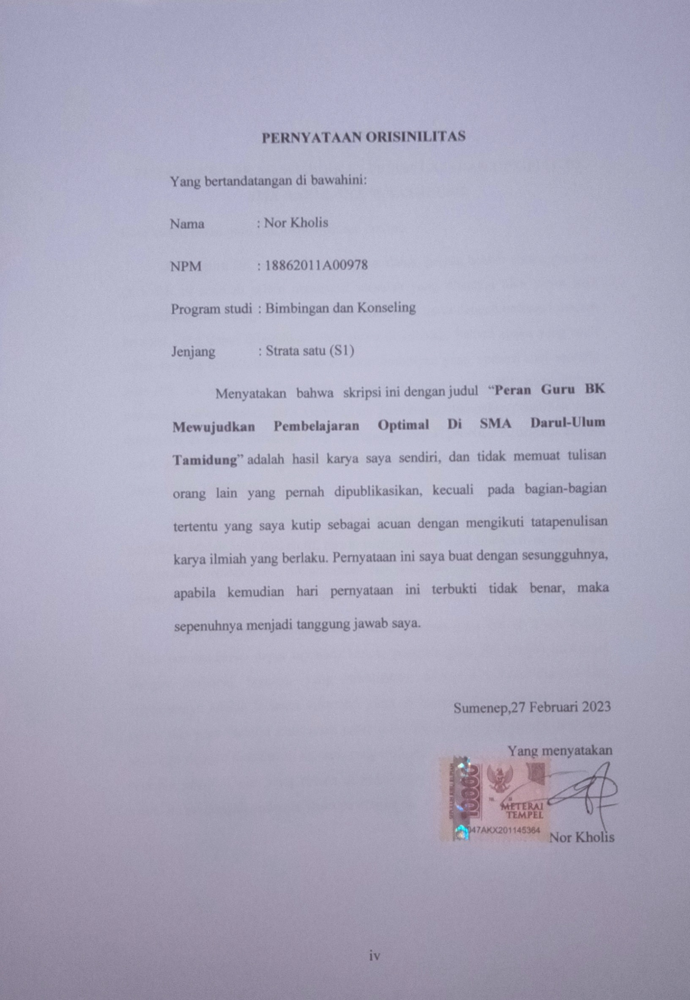 PERNYATAAN ORISINILITAS
Yang bertandatangan di bawahini:
Nama : Nor Kholis
NPM : 18862011A00978
Program studi : Bimbingan dan Konseling
Jenjang : Strata satu (S1)
Menyatakan bahwa skripsi ini dengan judul “Peran Guru BK
Mewujudkan Pembelajaran Optimal Di SMA Darul-Ulum
Tamidung” adalah hasil karya saya sendiri, dan tidak memuat tulisan
orang lain yang pernah dipublikasikan, kecuali pada bagian-bagian
tertentu yang saya kutip sebagai acuan dengan mengikuti tatapenulisan
karya ilmiah yang berlaku. Pernyataan ini saya buat dengan sesungguhnya,
apabila kemudian hari pernyataan ini terbukti tidak benar, maka
sepenuhnya menjadi tanggung jawab saya.
Sumenep,27 Februari 2023
Yang menyatakan
10000
METERAI
TEMPEL
047AKX201145364
Nor Kholis
iv